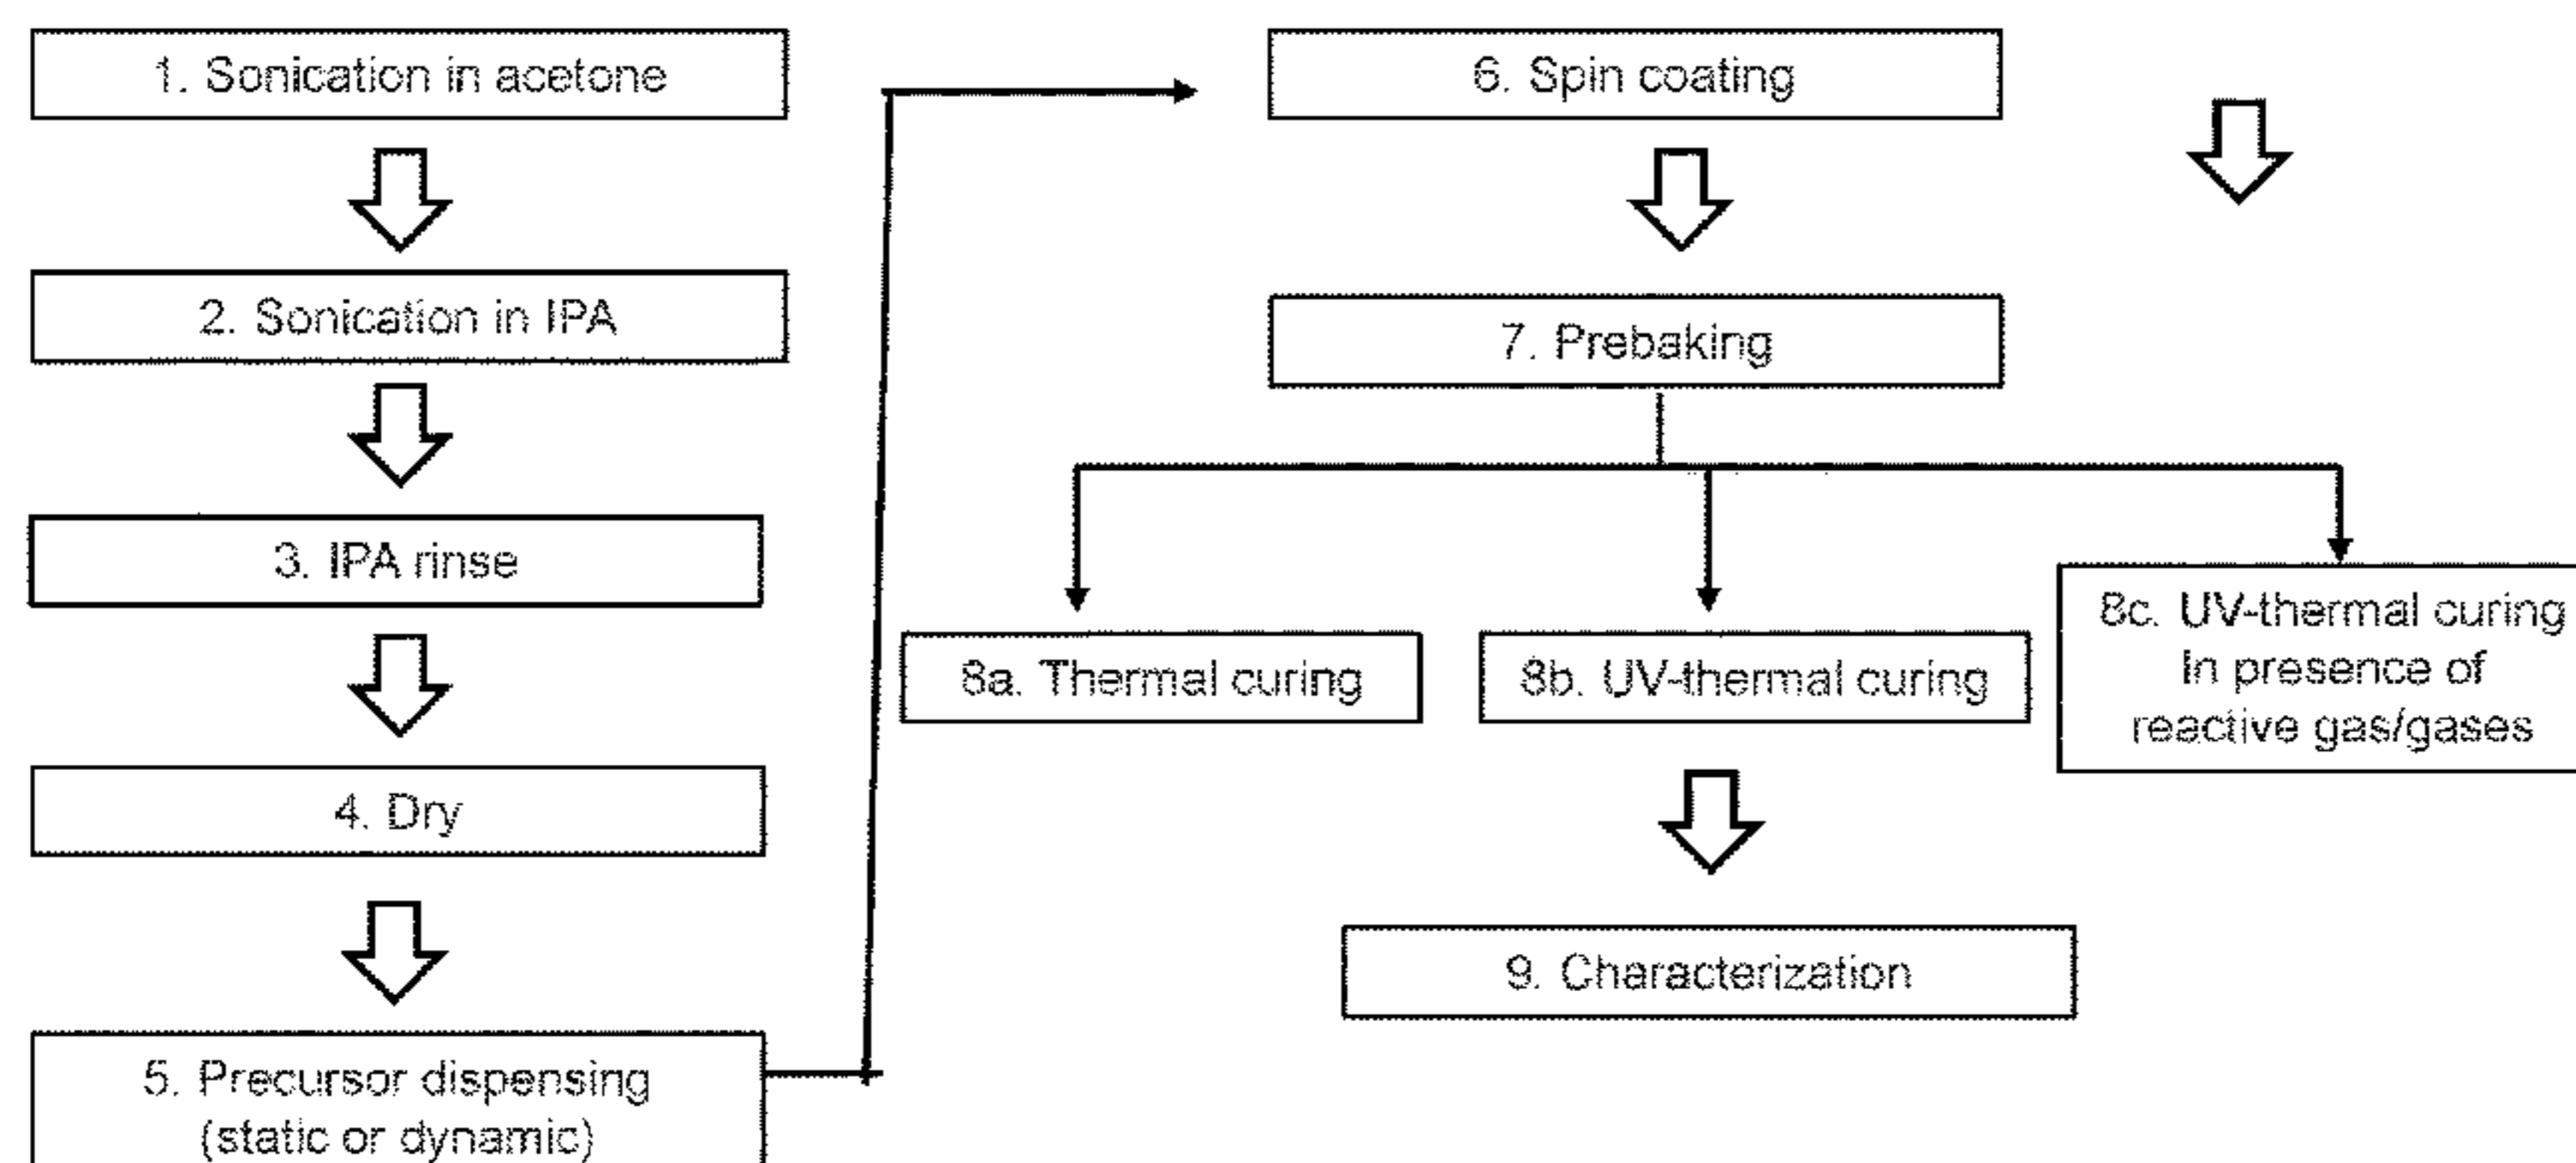 1. Sonication in acetone
2. Sonication in IPA
3. IPA rinse
4. Dry
5. Precursor dispensing
(static or dynamic)
6. Spin coating
7. Prebaking
8a. Thermal curing
8b. UV-thermal curing
8c. UV-thermal curing
In presence of
reactive gas/gases
9. Characterization